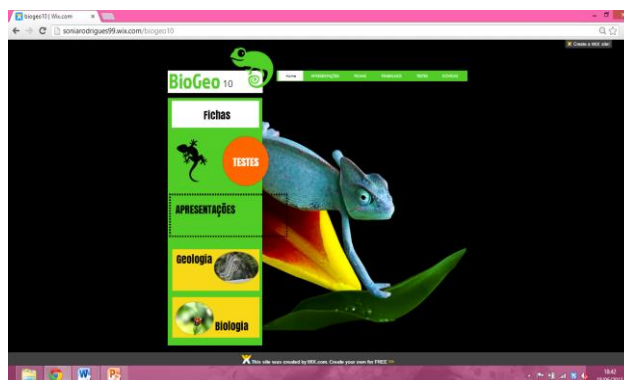 biogeo10 | Wix.com
soniarodrigues99.wix.com/biogeo10
Create a WIX site!
BioGeo 10
Home APRESENTAÇÕES FICHAS TRABALHOS TESTES
Fichas
TESTES
APRESENTAÇÕES
Geologia
Biologia
This site was created by WIX.com. Create your own for FREE >>
18:42